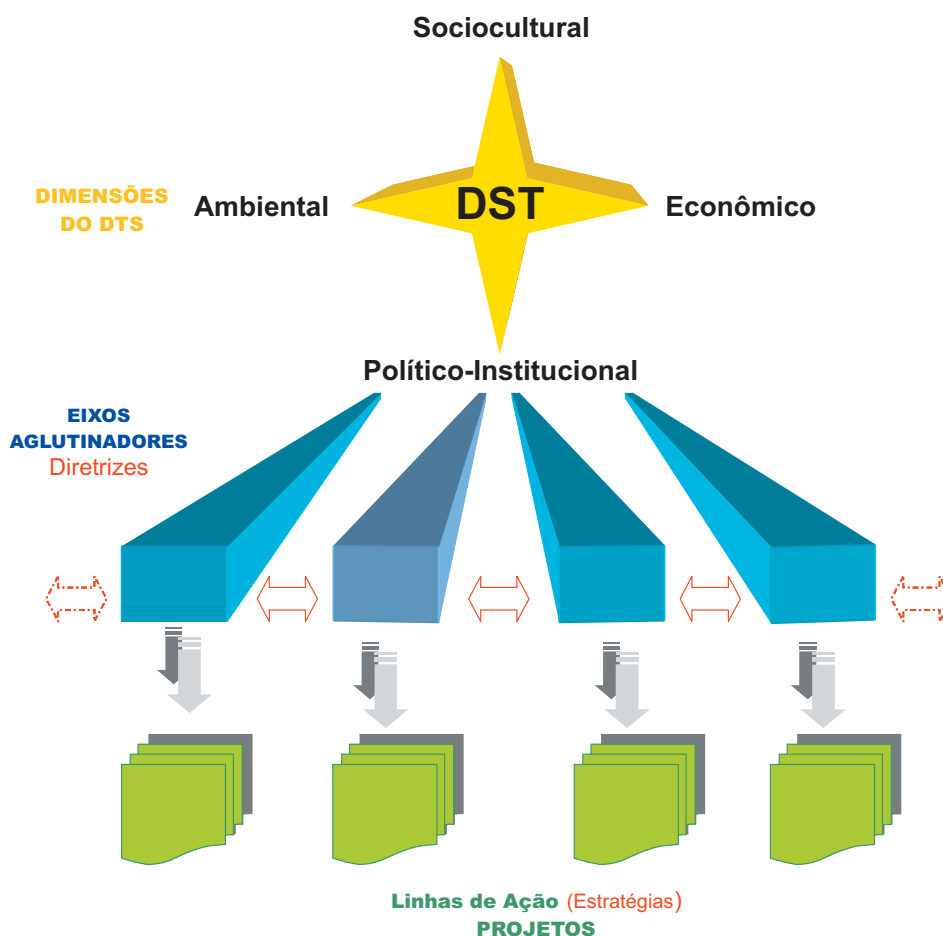 Sociocultural
DIMENSÕES
DO DTS
Ambiental
DST
Econômico
Político-Institucional
EIXOS
AGLUTINADORES
Diretrizes
Linhas de Ação (Estratégias)
PROJETOS